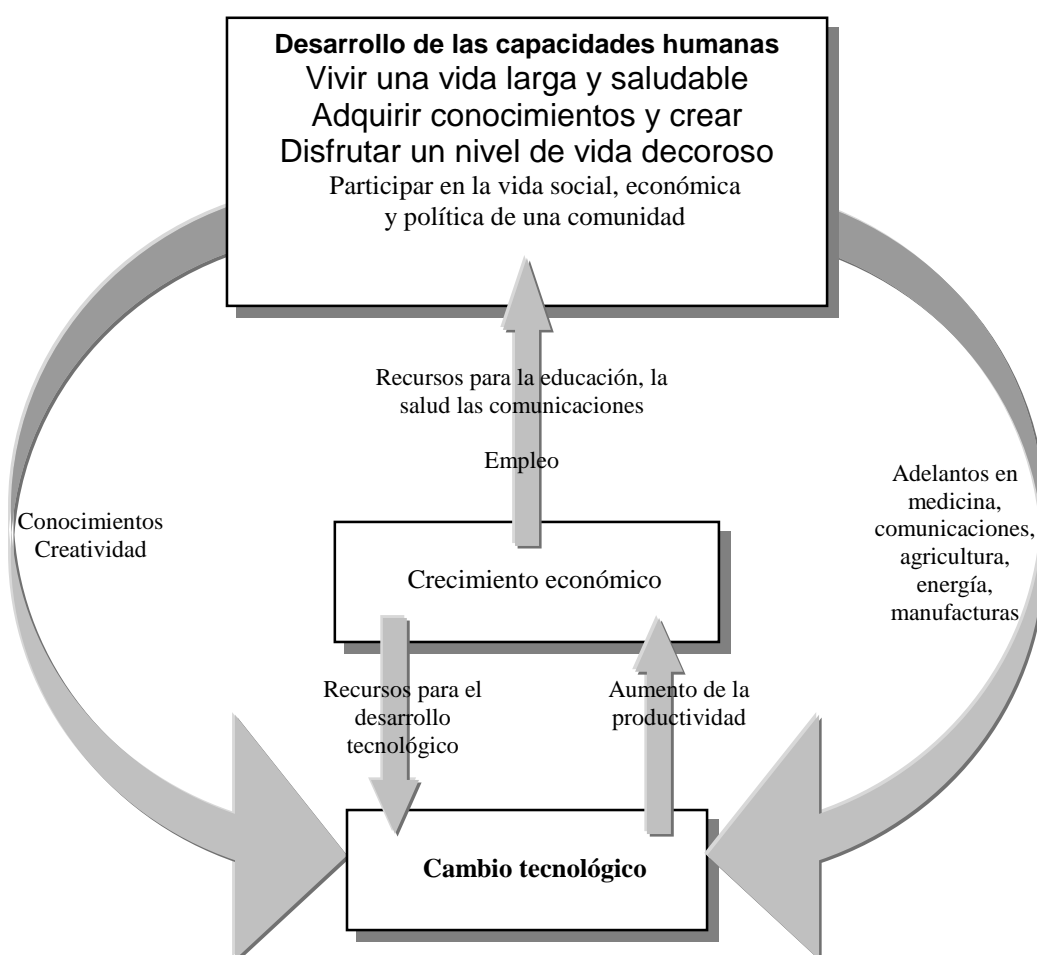 Desarrollo de las capacidades humanas
Vivir una vida larga y saludable
Adquirir conocimientos y crear
Disfrutar un nivel de vida decoroso
Participar en la vida social, económica
y política de una comunidad
Recursos para la educación, la
salud las comunicaciones
Empleo
Conocimientos
Creatividad
Adelantos en
medicina,
comunicaciones,
agricultura,
energía,
manufacturas
Crecimiento económico
Recursos para el
desarrollo
tecnológico
Aumento de la
productividad
Cambio tecnológico